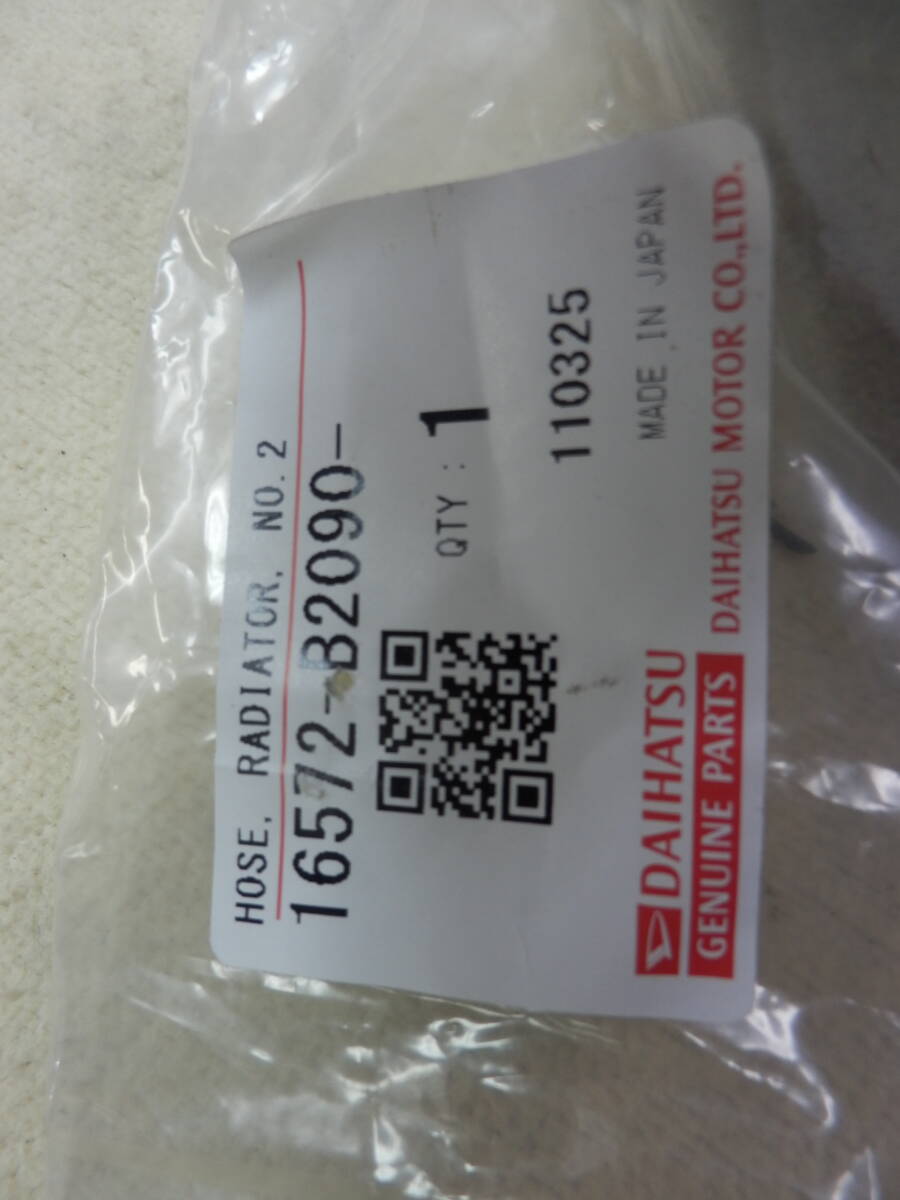 HOSE, RADIATOR, NO.2
16572-B2090-
QTY : 1
110325
MADE IN JAPAN
DAIHATSU
GENUINE PARTS
DAIHATSU MOTOR CO.,LTD.